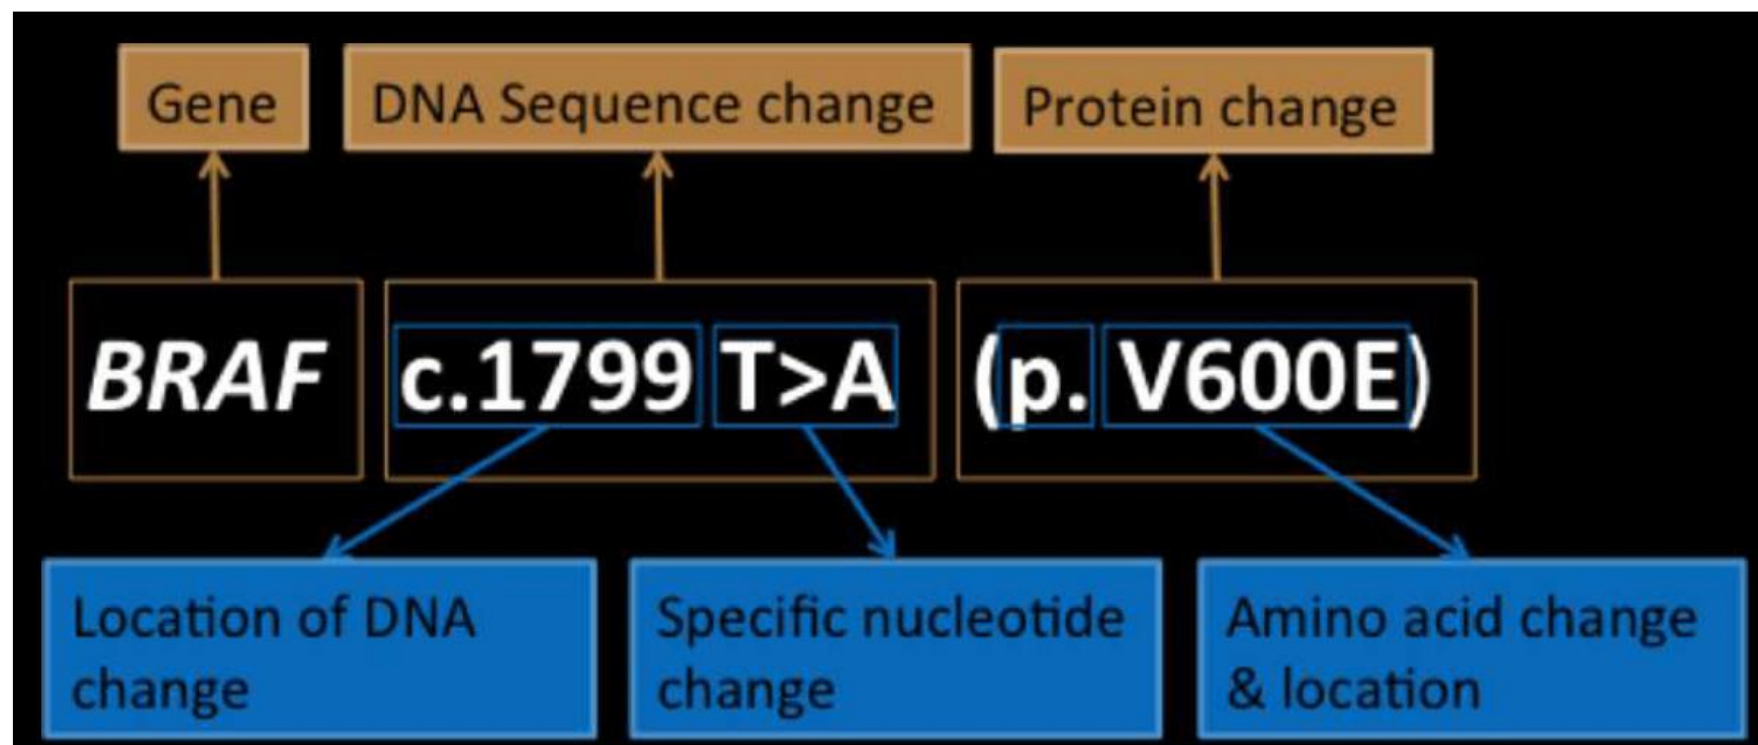 Gene
DNA Sequence change
Protein change
BRAF c.1799 T>A (p. V600E)
Location of DNA
change
Specific nucleotide
change
Amino acid change
& location